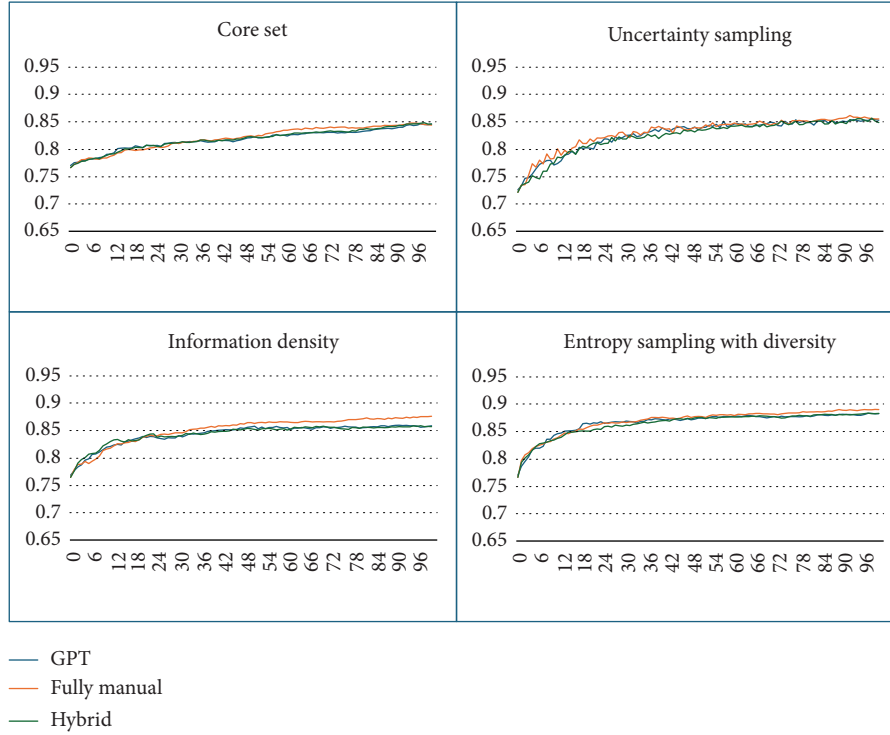 Core set
0.95
0.9
0.85
0.8
0.75
0.7
0.65
0 6 12 18 24 30 36 42 48 54 60 66 72 78 84 90 96
Uncertainty sampling
0.95
0.9
0.85
0.8
0.75
0.7
0.65
0 6 12 18 24 30 36 42 48 54 60 66 72 78 84 90 96
Information density
0.95
0.9
0.85
0.8
0.75
0.7
0.65
0 6 12 18 24 30 36 42 48 54 60 66 72 78 84 90 96
Entropy sampling with diversity
0.95
0.9
0.85
0.8
0.75
0.7
0.65
0 6 12 18 24 30 36 42 48 54 60 66 72 78 84 90 96
GPT
Fully manual
Hybrid